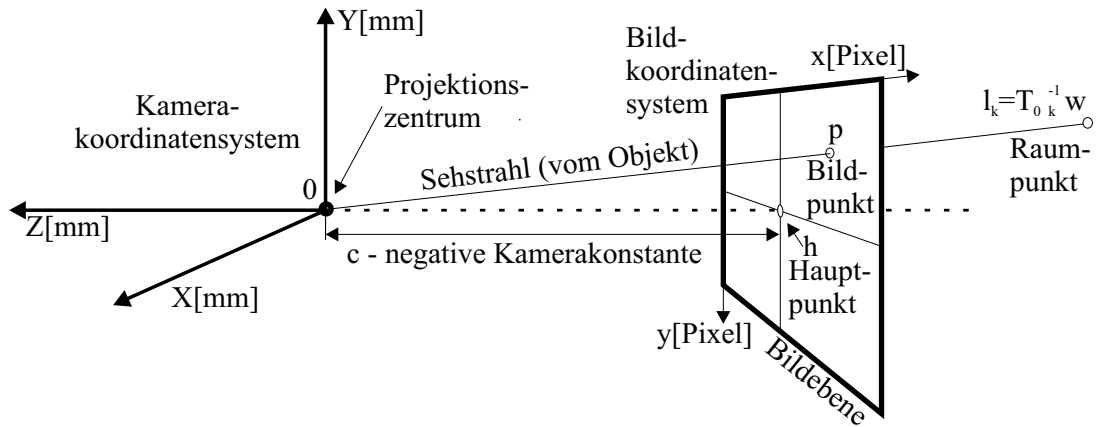 Y[mm]
Kamera-
koordinatensystem
Projektions-
zentrum
Bild-
koordinaten-
system
x[Pixel]
l_k=T_0 k^-1 w
Raum-
punkt
p
Bild-
punkt
Sehstrahl (vom Objekt)
0
Z[mm]
X[mm]
c - negative Kamerakonstante
h
Haupt-
punkt
y[Pixel]
Bildebene